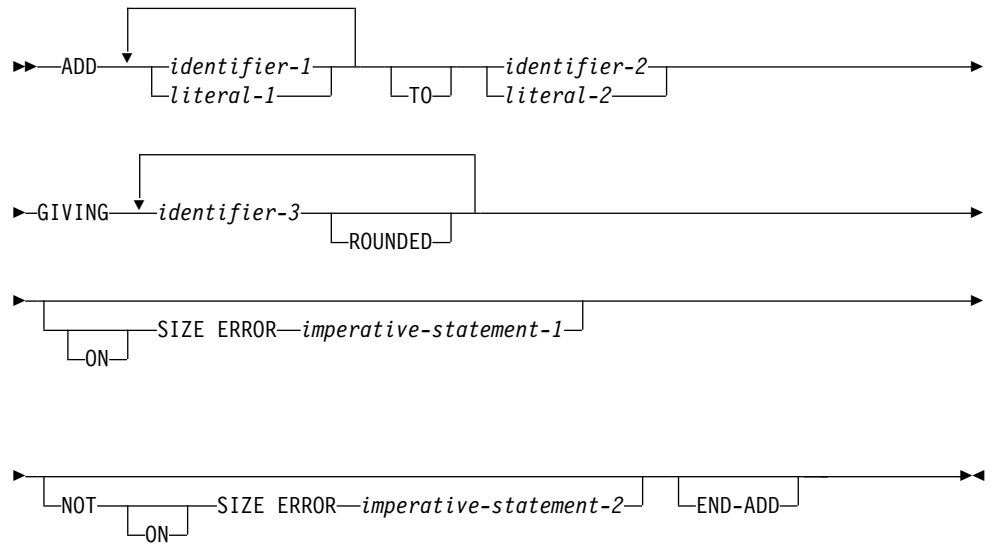 ADD identifier-1 identifier-2
literal-1 TO literal-2
GIVING identifier-3
ROUNDED
SIZE ERROR imperative-statement-1
ON
NOT SIZE ERROR imperative-statement-2 END-ADD
ON